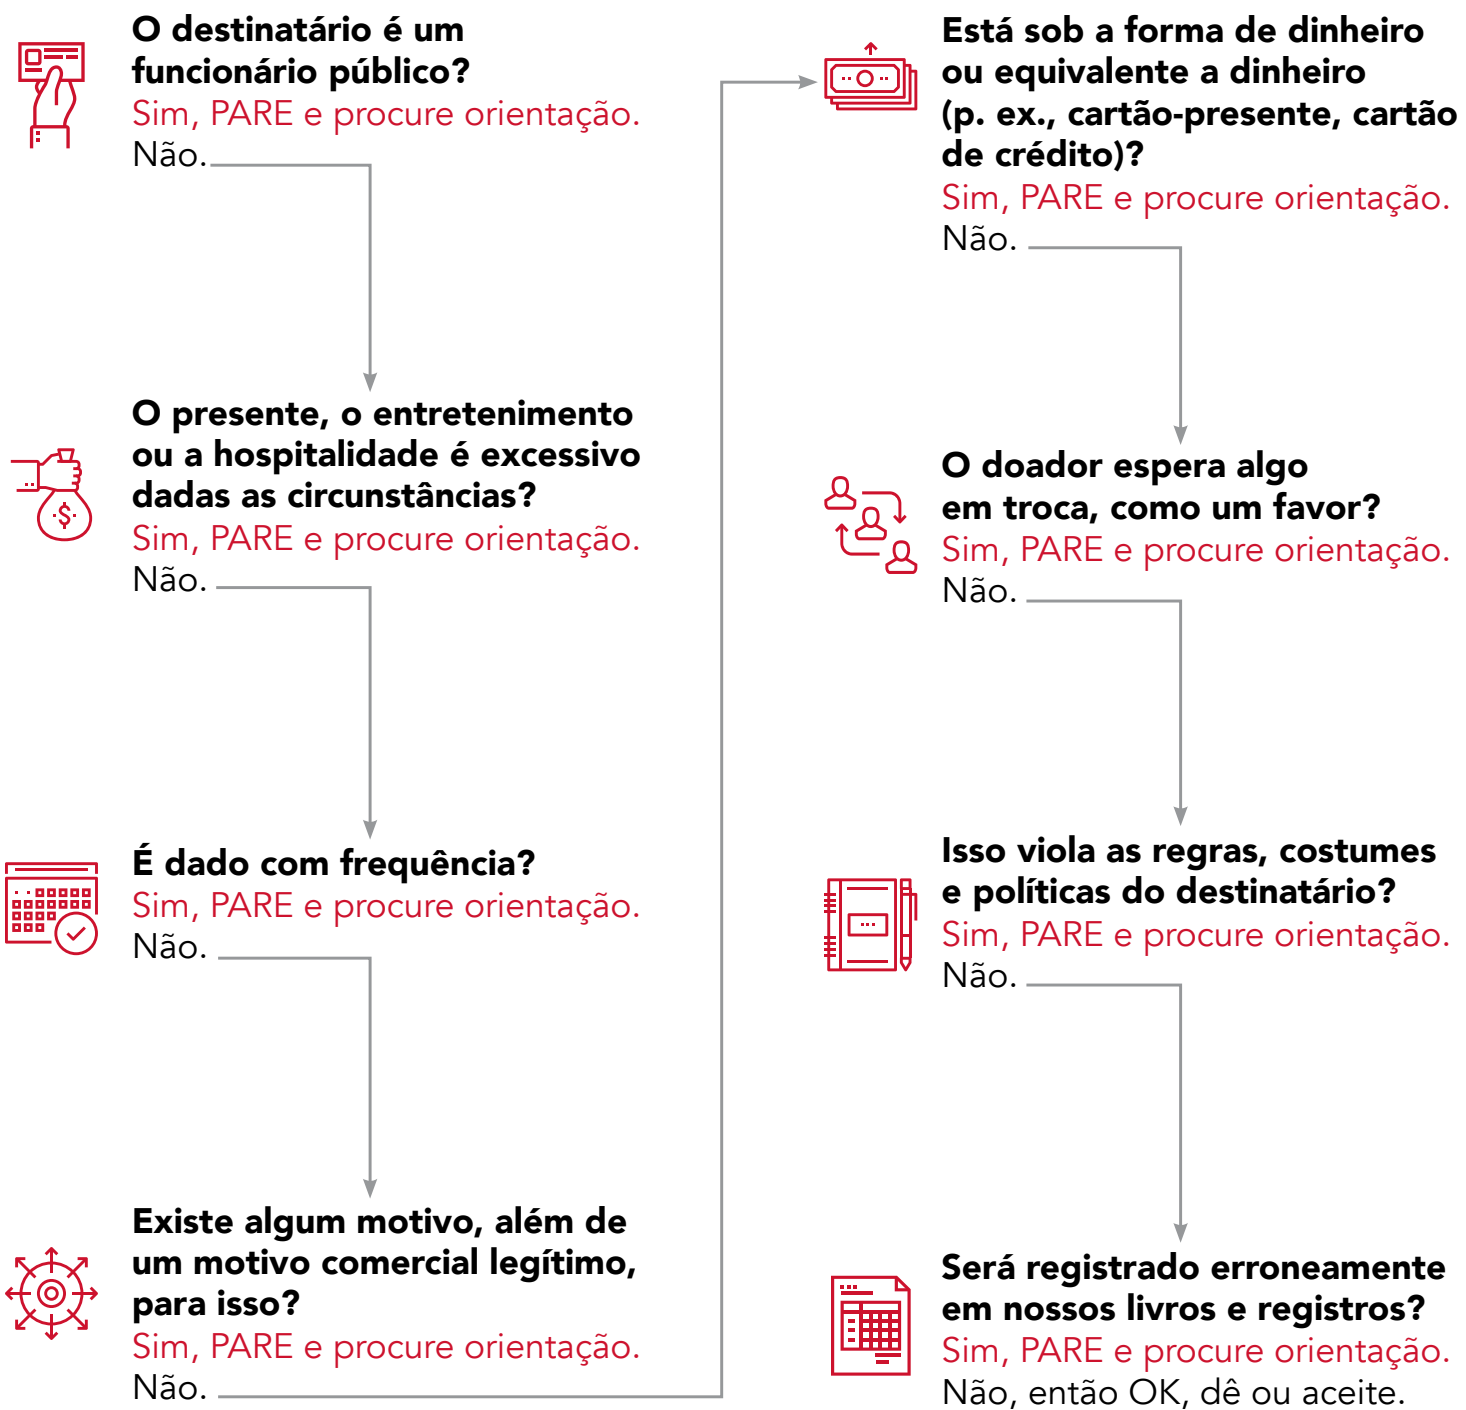 O destinatário é um
funcionário público?
Sim, PARE e procure orientação.
Não.
O presente, o entretenimento
ou a hospitalidade é excessivo
dadas as circunstâncias?
Sim, PARE e procure orientação.
Não.
É dado com frequência?
Sim, PARE e procure orientação.
Não.
Existe algum motivo, além de
um motivo comercial legítimo,
para isso?
Sim, PARE e procure orientação.
Não.
Está sob a forma de dinheiro
ou equivalente a dinheiro
(p. ex., cartão-presente, cartão
de crédito)?
Sim, PARE e procure orientação.
Não.
O doador espera algo
em troca, como um favor?
Sim, PARE e procure orientação.
Não.
Isso viola as regras, costumes
e políticas do destinatário?
Sim, PARE e procure orientação.
Não.
Será registrado erroneamente
em nossos livros e registros?
Sim, PARE e procure orientação.
Não, então OK, dê ou aceite.